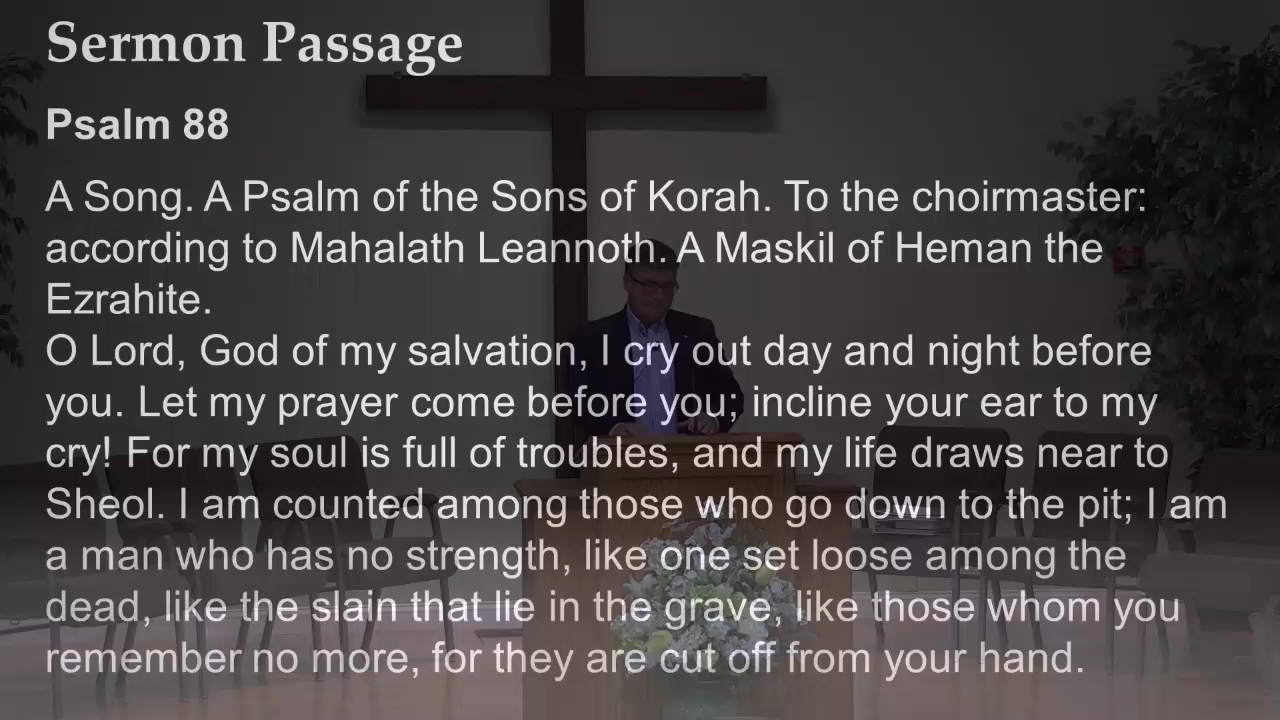 Sermon Passage
Psalm 88
A Song. A Psalm of the Sons of Korah. To the choirmaster:
according to Mahalath Leannoth. A Maskil of Heman the
Ezrahite.
O Lord, God of my salvation, I cry out day and night before
you. Let my prayer come before you; incline your ear to my
cry! For my soul is full of troubles, and my life draws near to
Sheol. I am counted among those who go down to the pit; I am
a man who has no strength, like one set loose among the
dead, like the slain that lie in the grave, like those whom you
remember no more, for they are cut off from your hand.